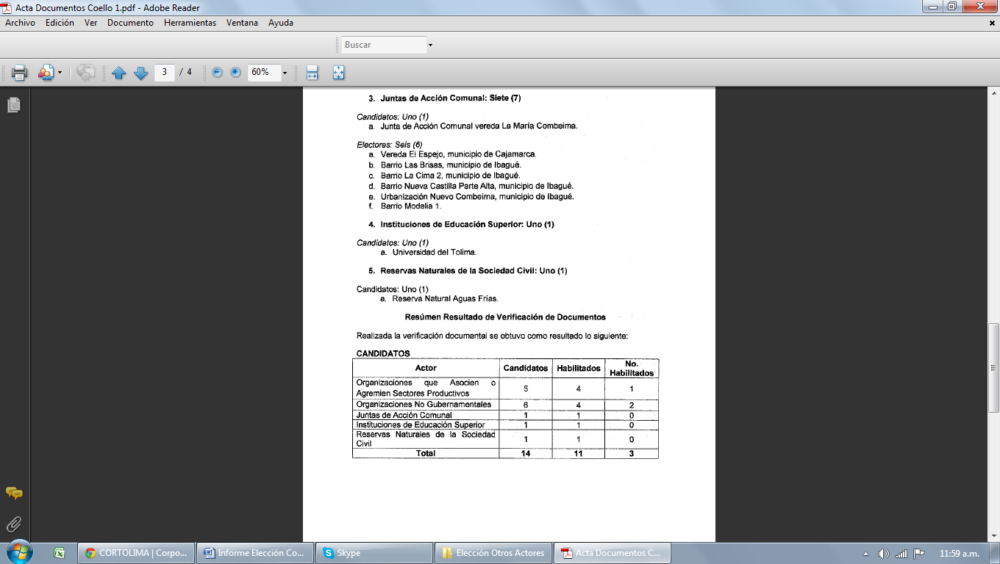 Acta Documentos Coello 1.pdf - Adobe Reader
Archivo Edición Ver Documento Herramientas Ventana Ayuda
Buscar
3 / 4 60%
3. Juntas de Acción Comunal: Siete (7)
Candidatos: Uno (1)
a. Junta de Acción Comunal vereda La María Combeima.
Electores: Seis (6)
a. Vereda El Espejo, municipio de Cajamarca.
b. Barrio Las Brisas, municipio de Ibagué.
c. Barrio La Cima 2, municipio de Ibagué.
d. Barrio Nueva Castilla Parte Alta, municipio de Ibagué.
e. Urbanización Nuevo Combeima, municipio de Ibagué.
f. Barrio Modelia 1.
4. Instituciones de Educación Superior: Uno (1)
Candidatos: Uno (1)
a. Universidad del Tolima.
5. Reservas Naturales de la Sociedad Civil: Uno (1)
Candidatos: Uno (1)
a. Reserva Natural Aguas Frías.
Resúmen Resultado de Verificación de Documentos
Realizada la verificación documental se obtuvo como resultado lo siguiente:
CANDIDATOS
Actor Candidatos Habilitados No. Habilitados
Organizaciones que Asocien o
Agremien Sectores Productivos 5 4 1
Organizaciones No Gubernamentales 6 4 2
Juntas de Acción Comunal 1 1 0
Instituciones de Educación Superior 1 1 0
Reservas Naturales de la Sociedad
Civil 1 1 0
Total 14 11 3
CORTOLIMA | Corpo... Informe Elección Co... Skype Elección Otros Actores Acta Documentos C... 11:59 a.m.